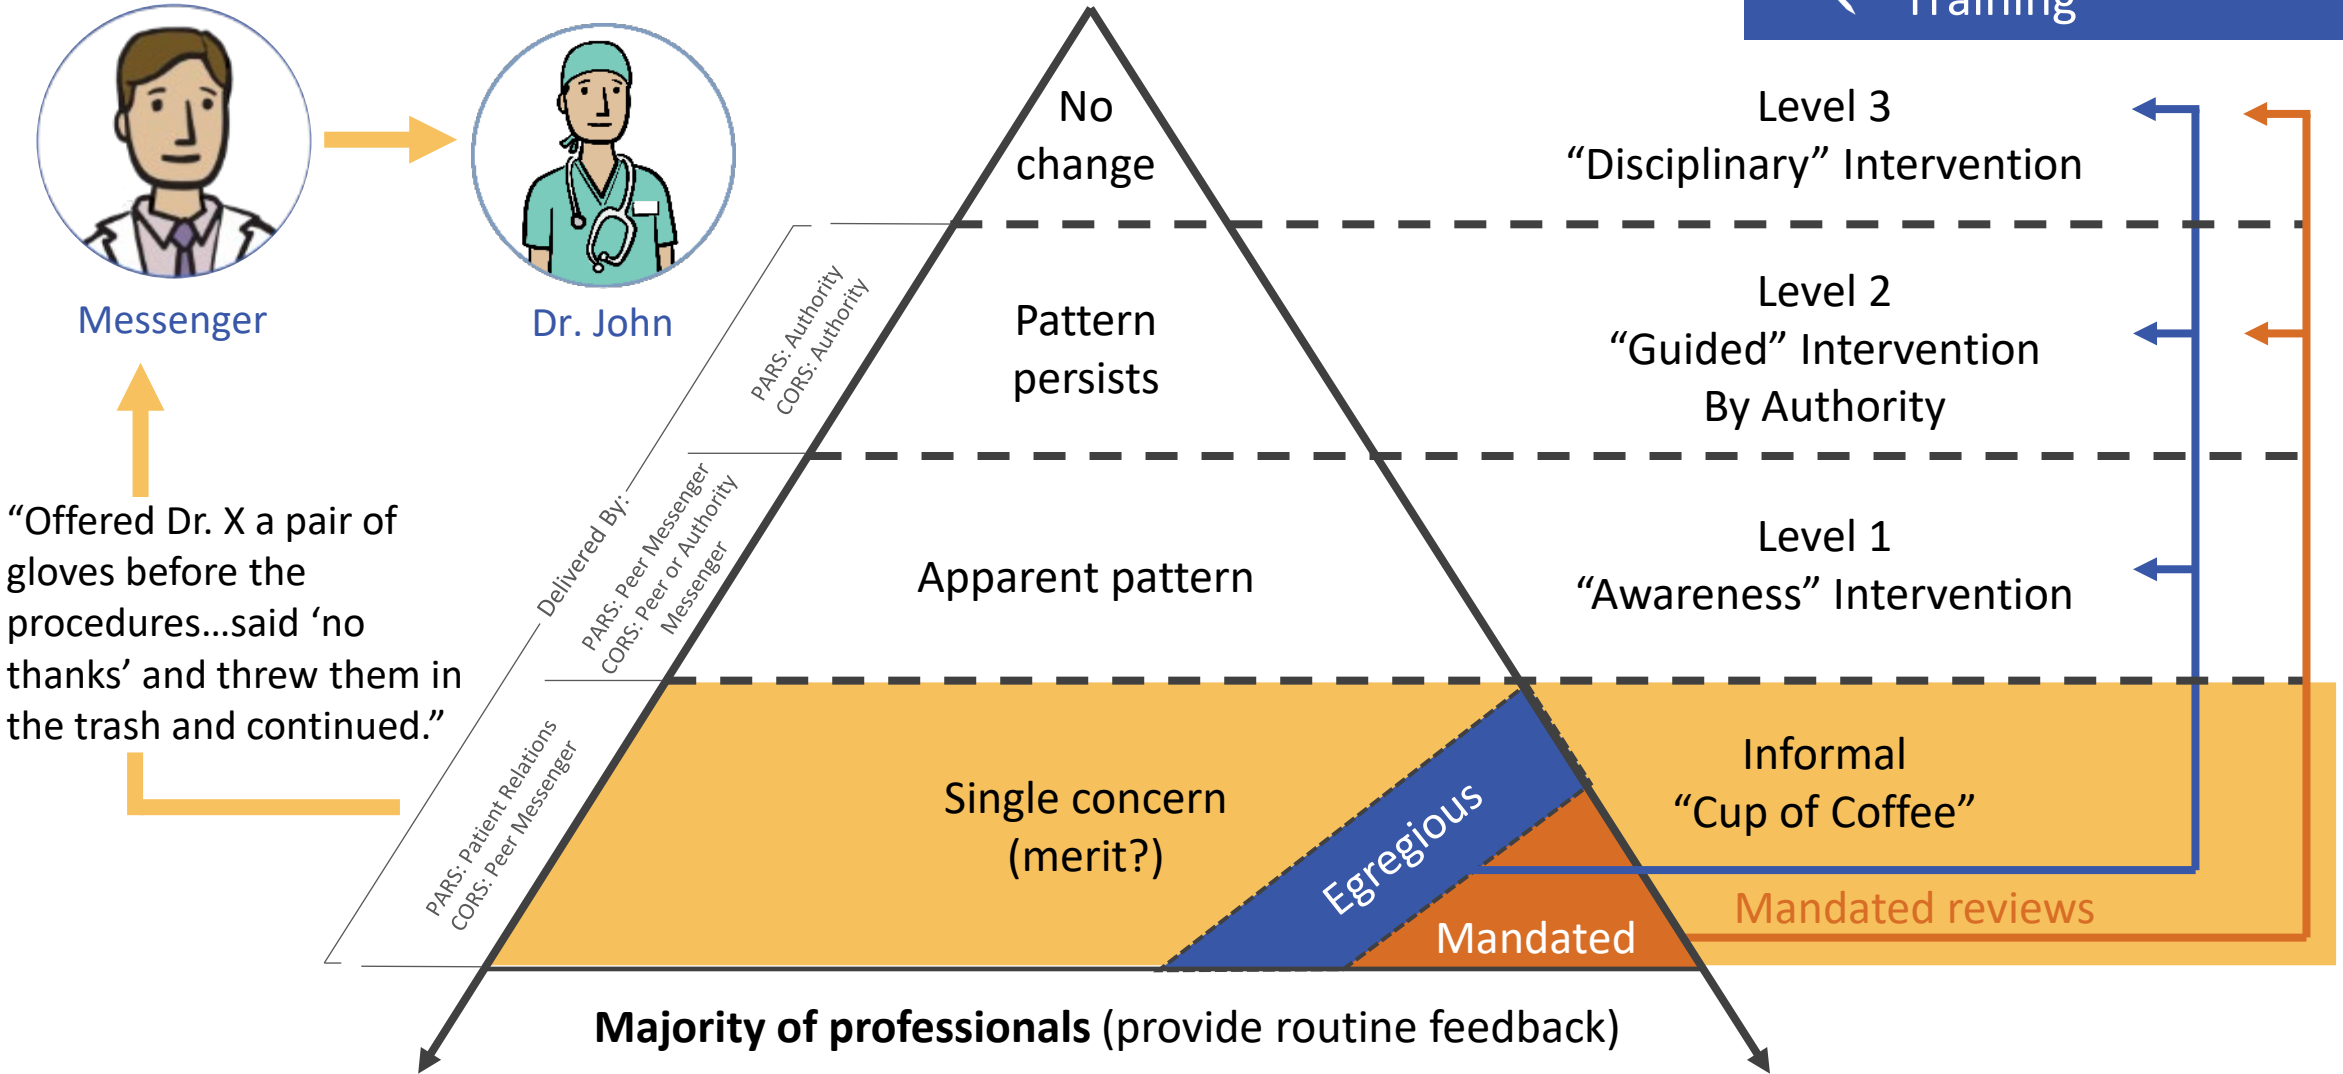 Training
Messenger
Dr. John
“Offered Dr. X a pair of
gloves before the
procedures...said ‘no
thanks’ and threw them in
the trash and continued.”
Delivered By:
PARS: Authority
CORS: Authority
PARS: Peer Messenger
CORS: Peer or Authority
Messenger
PARS: Patient Relations
CORS: Peer Messenger
No
change
Pattern
persists
Apparent pattern
Single concern
(merit?)
Egregious
Mandated
Level 3
“Disciplinary” Intervention
Level 2
“Guided” Intervention
By Authority
Level 1
“Awareness” Intervention
Informal
“Cup of Coffee”
Mandated reviews
Majority of professionals (provide routine feedback)